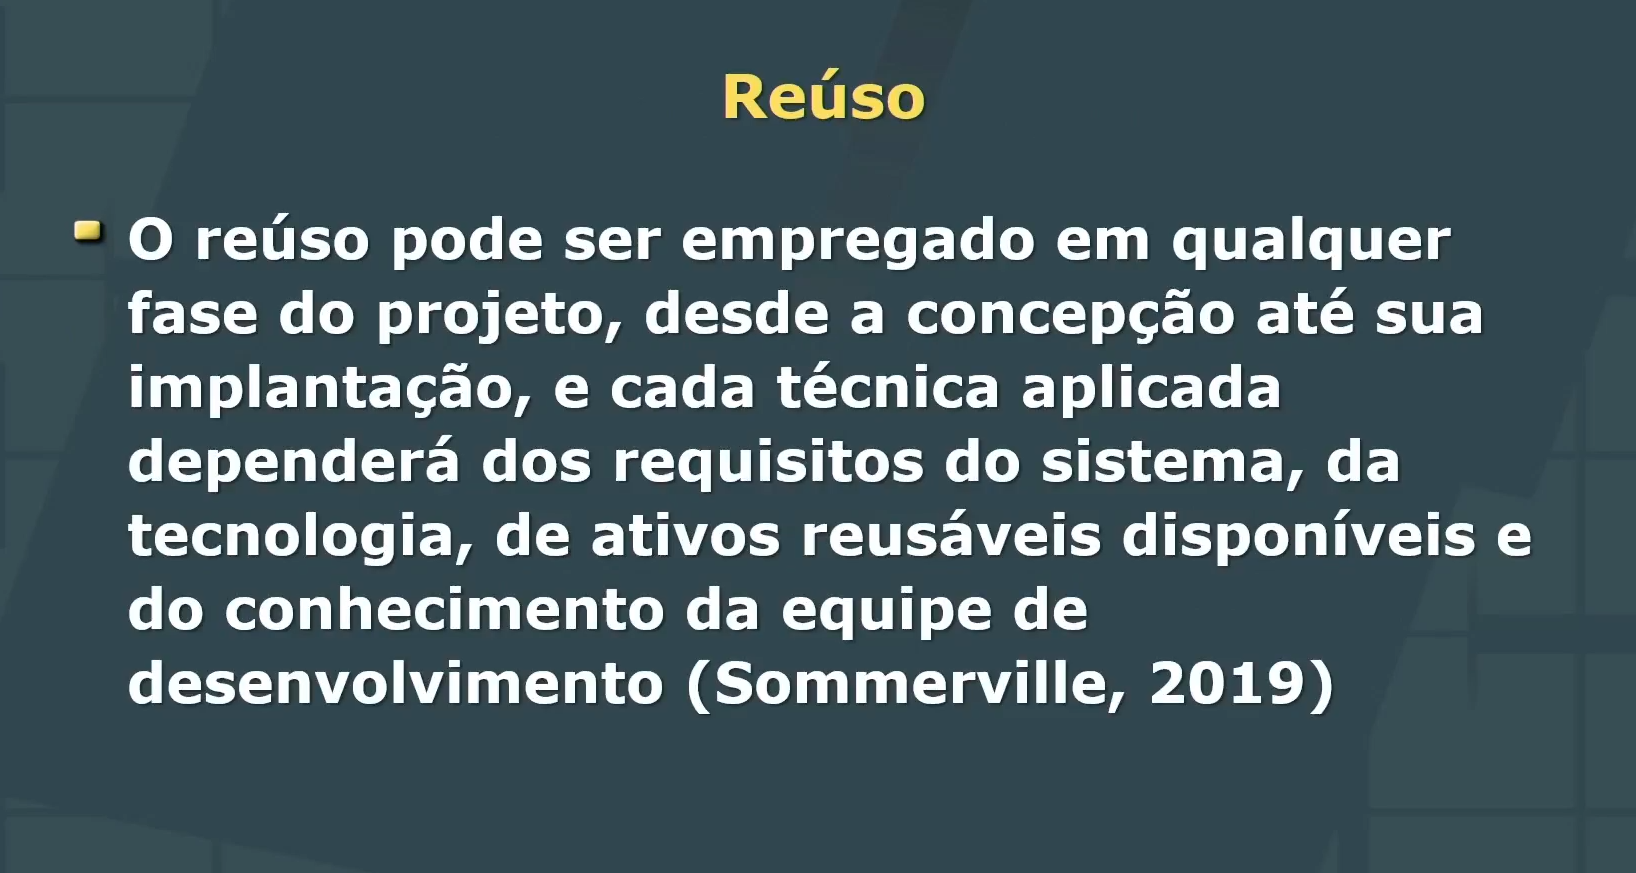 Reúso
O reúso pode ser empregado em qualquer
fase do projeto, desde a concepção até sua
implantação, e cada técnica aplicada
dependerá dos requisitos do sistema, da
tecnologia, de ativos reusáveis disponíveis e
do conhecimento da equipe de
desenvolvimento (Sommerville, 2019)